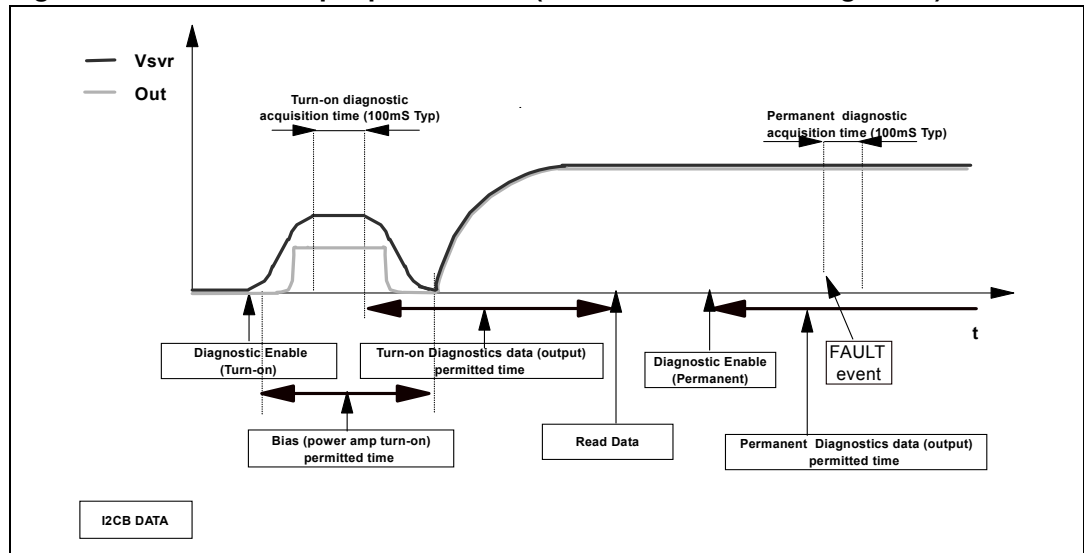 Vsvr
Out
Turn-on diagnostic
acquisition time (100mS Typ)
Permanent diagnostic
acquisition time (100mS Typ)
t
Diagnostic Enable
(Turn-on)
Turn-on Diagnostics data (output)
permitted time
Diagnostic Enable
(Permanent)
FAULT
event
Bias (power amp turn-on)
permitted time
Read Data
Permanent Diagnostics data (output)
permitted time
I2CB DATA